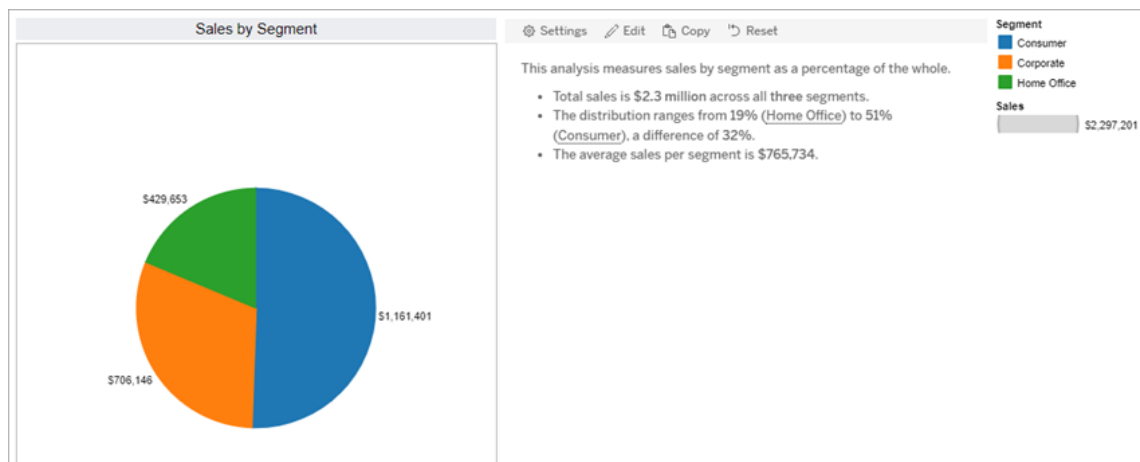 Sales by Segment
$429,653
$1,161,401
$706,146
Settings Edit Copy Reset
This analysis measures sales by segment as a percentage of the whole.
• Total sales is $2.3 million across all three segments.
• The distribution ranges from 19% (Home Office) to 51%
(Consumer), a difference of 32%.
• The average sales per segment is $765,734.
Segment
Consumer
Corporate
Home Office
Sales
$2,297,201